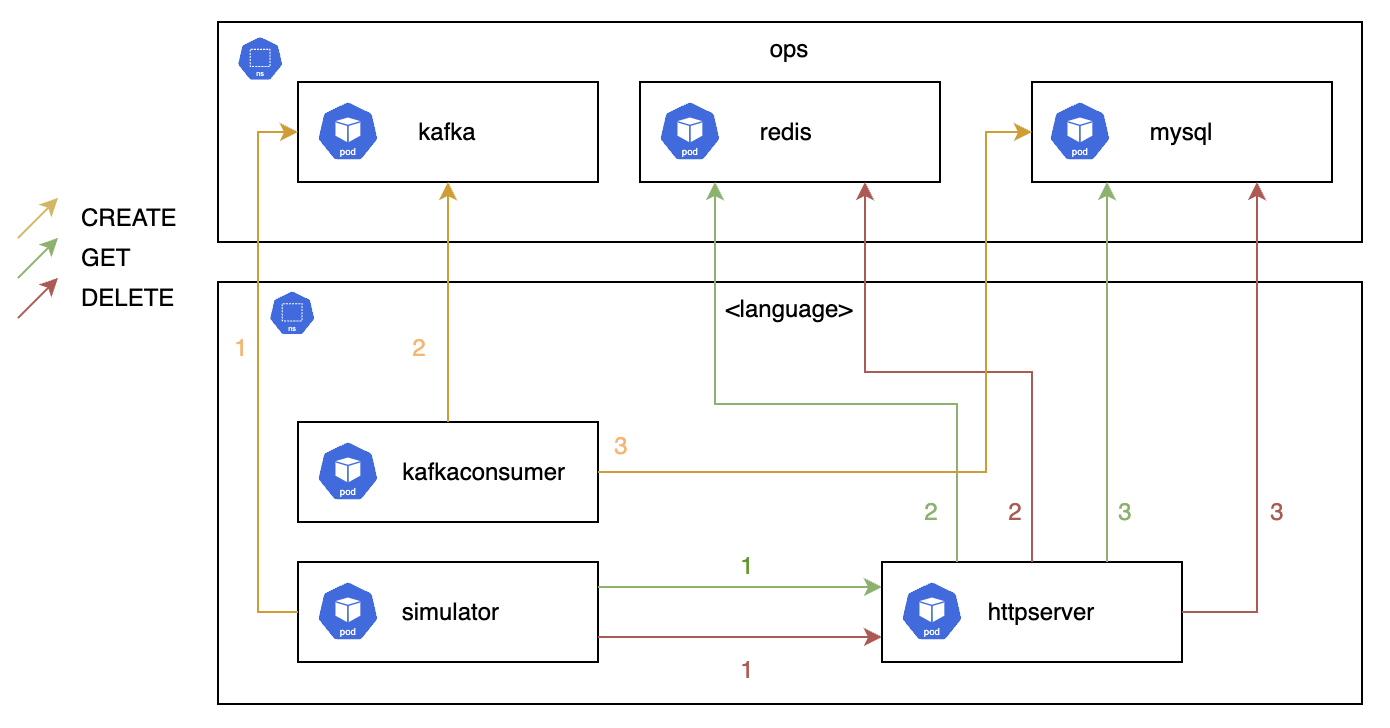 ops
ns
kafka
pod
redis
pod
mysql
pod
CREATE
GET
DELETE
<language>
ns
1
2
3
kafkaconsumer
pod
2
2
3
3
1
simulator
pod
httpserver
pod
1